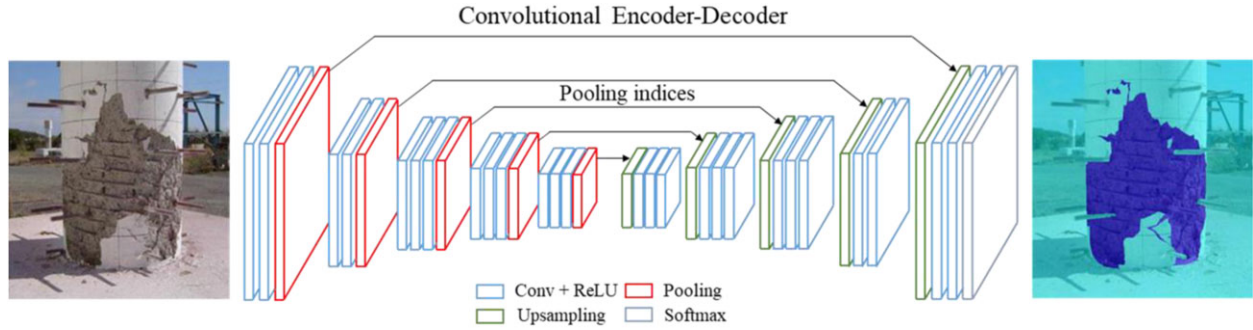 Convolutional Encoder-Decoder
Pooling indices
Conv + ReLU
Pooling
Upsampling
Softmax